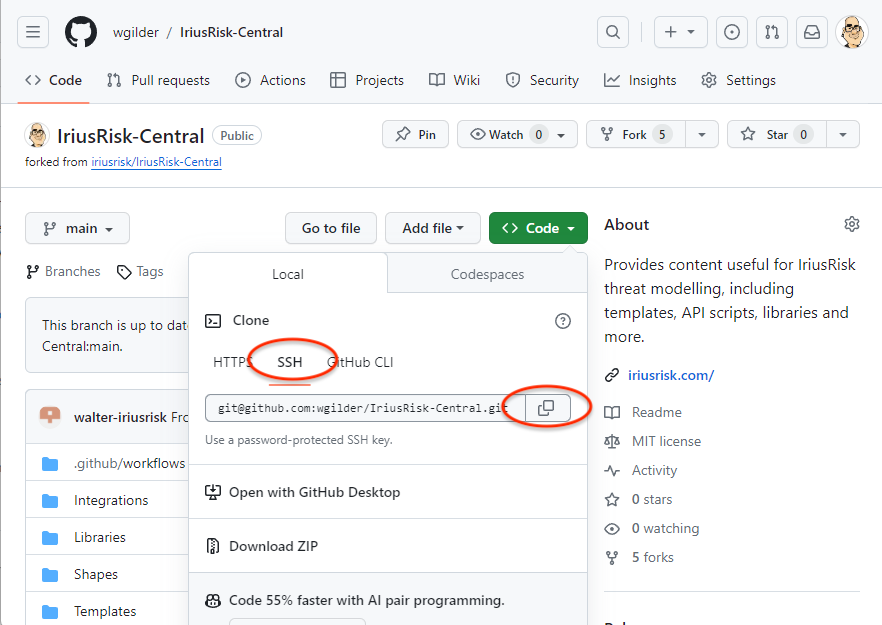 wgilder / IriusRisk-Central
Code Pull requests Actions Projects Wiki Security Insights Settings
IriusRisk-Central Public
Pin Watch 0 Fork 5 Star 0
forked from iriusrisk/IriusRisk-Central
main Go to file Add file Code
Branches Tags
This branch is up to dat
Central:main.
walter-iriusrisk Fro
.github/workflows
Integrations
Libraries
Shapes
Templates
Local Codespaces
Clone
HTTPS SSH GitHub CLI
git@github.com:wgilder/IriusRisk-Central.git
Use a password-protected SSH key.
Open with GitHub Desktop
Download ZIP
Code 55% faster with AI pair programming.
About
Provides content useful for IriusRisk
threat modelling, including
templates, API scripts, libraries and
more.
iriusrisk.com/
Readme
MIT license
Activity
0 stars
0 watching
5 forks